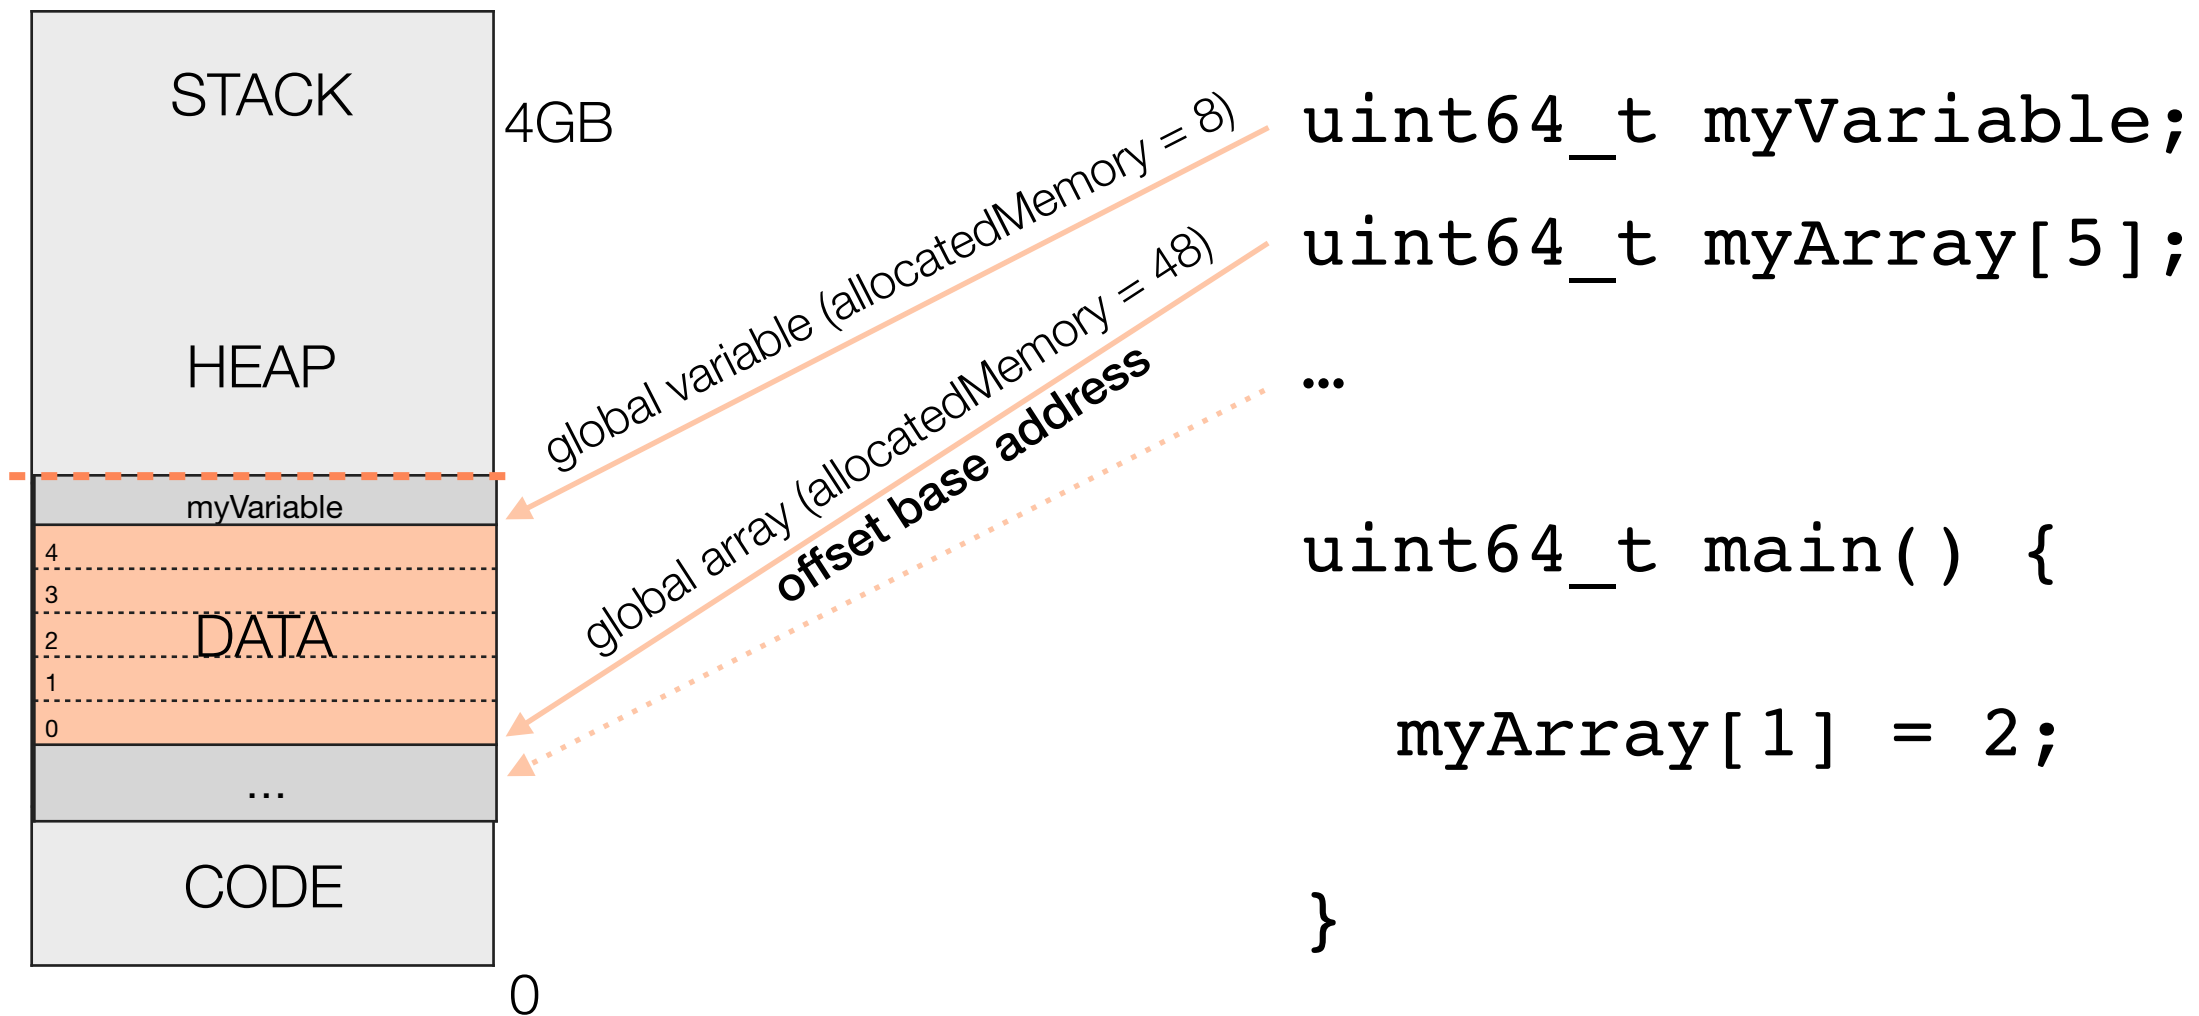 STACK
4GB
HEAP
myVariable
4
3
2
DATA
1
0
...
CODE
0
global variable (allocatedMemory = 8)
global array (allocatedMemory = 48)
offset base address
uint64_t myVariable;
uint64_t myArray[5];
…
uint64_t main() {
myArray[1] = 2;
}